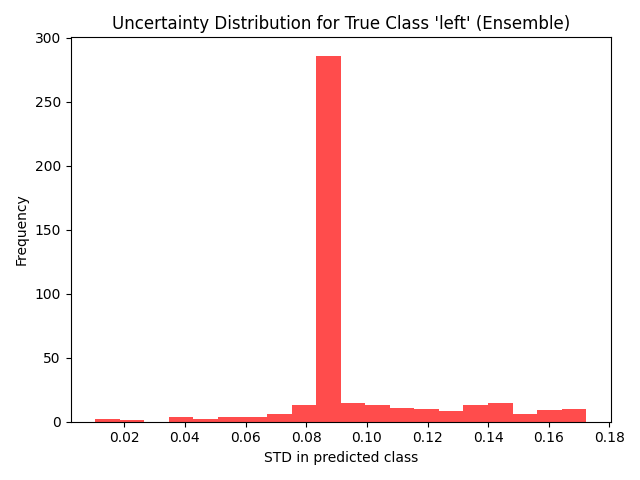 Uncertainty Distribution for True Class 'left' (Ensemble)
300
250
200
150
100
50
0
Frequency
0.02 0.04 0.06 0.08 0.10 0.12 0.14 0.16 0.18
STD in predicted class